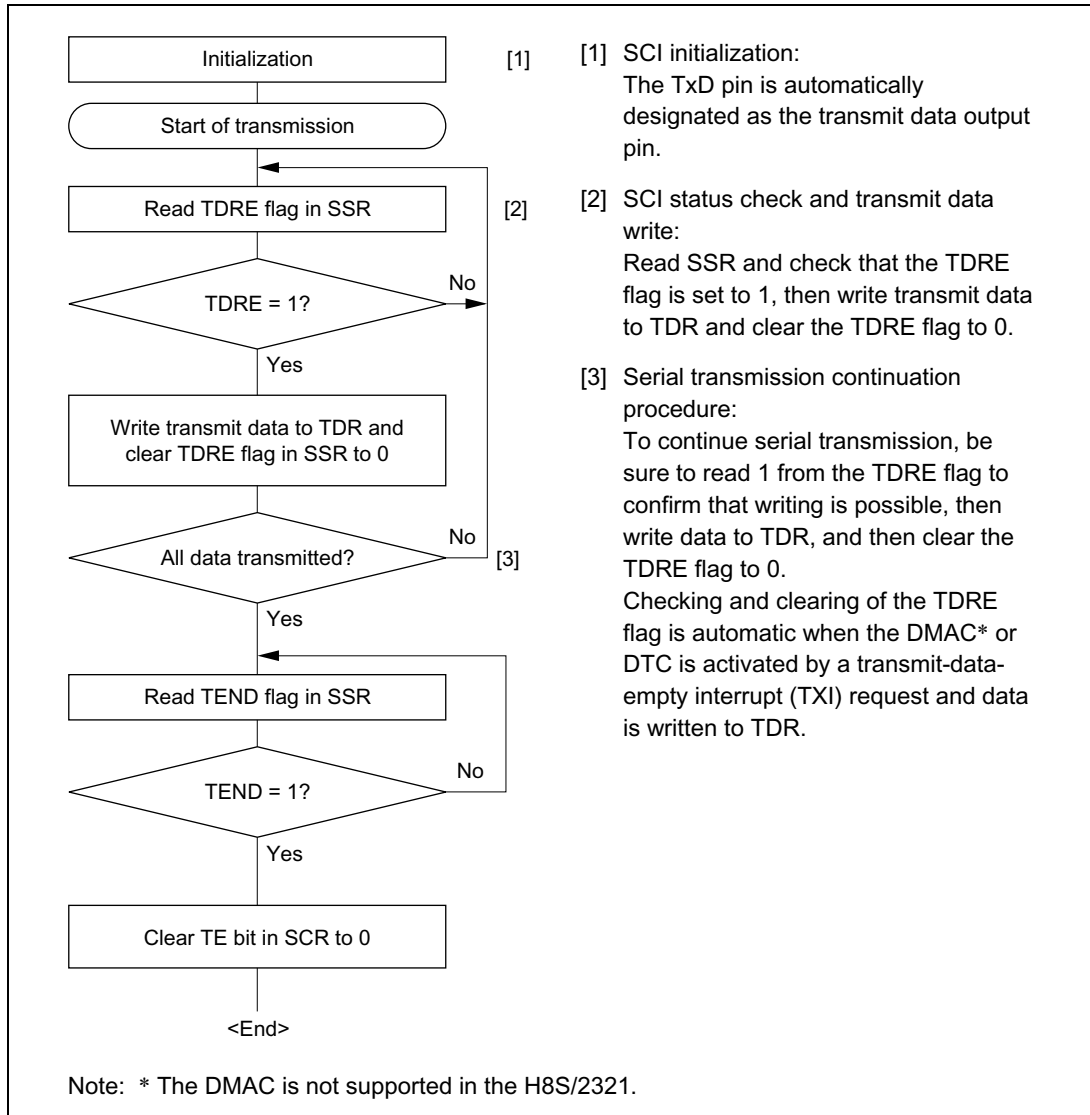 Initialization
[1]
Start of transmission
Read TDRE flag in SSR
[2]
TDRE = 1?
No
Yes
Write transmit data to TDR and
clear TDRE flag in SSR to 0
All data transmitted?
No
[3]
Yes
Read TEND flag in SSR
TEND = 1?
No
Yes
Clear TE bit in SCR to 0
<End>
[1] SCI initialization:
The TxD pin is automatically
designated as the transmit data output
pin.
[2] SCI status check and transmit data
write:
Read SSR and check that the TDRE
flag is set to 1, then write transmit data
to TDR and clear the TDRE flag to 0.
[3] Serial transmission continuation
procedure:
To continue serial transmission, be
sure to read 1 from the TDRE flag to
confirm that writing is possible, then
write data to TDR, and then clear the
TDRE flag to 0.
Checking and clearing of the TDRE
flag is automatic when the DMAC* or
DTC is activated by a transmit-data-
empty interrupt (TXI) request and data
is written to TDR.
Note: * The DMAC is not supported in the H8S/2321.